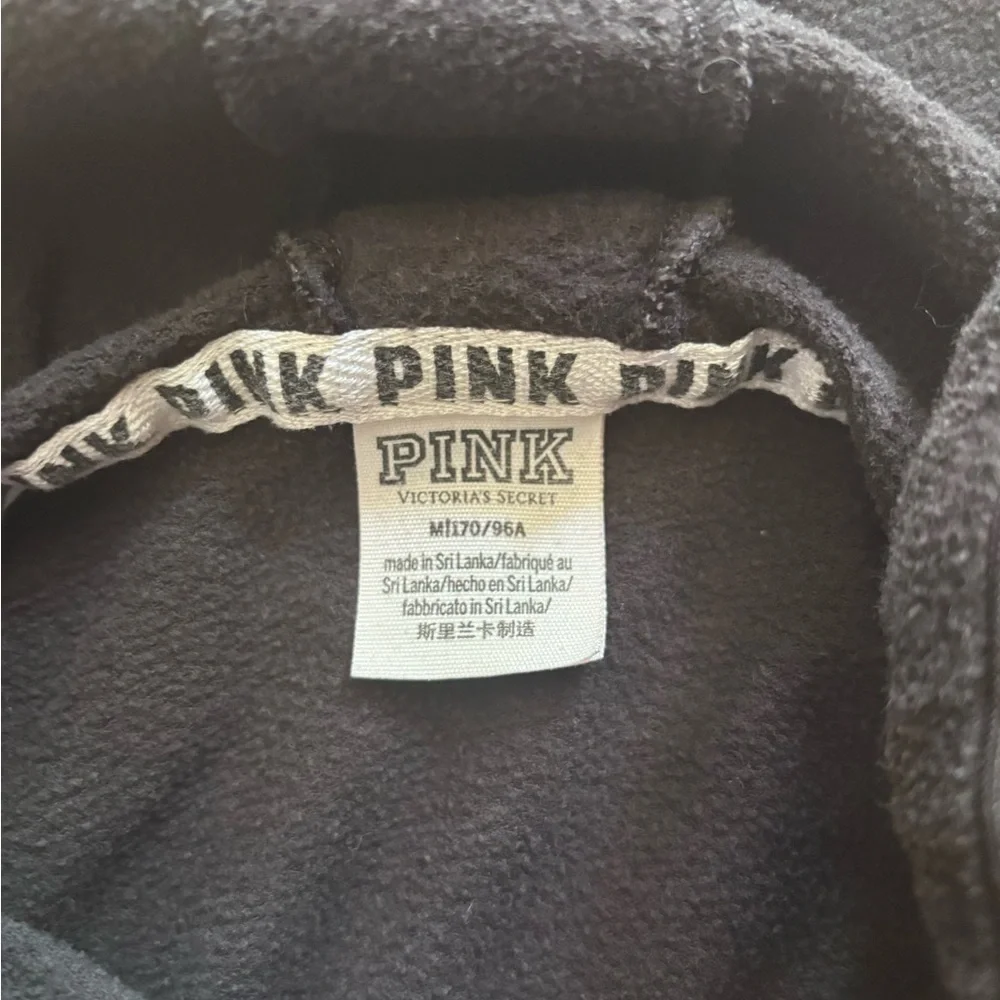 PINK PINK PINK
PINK
VICTORIA'S SECRET
M|170/96A
made in Sri Lanka/fabriqué au
Sri Lanka/hecho en Sri Lanka/
fabbricato in Sri Lanka/
斯里兰卡制造